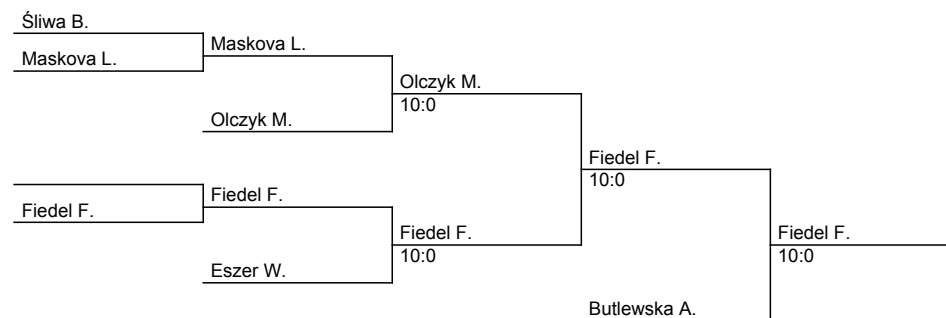 Śliwa B.
Maskova L.
Maskova L.
Olczyk M.
10:0
Olczyk M.
Fiedel F.
10:0
Fiedel F.
Fiedel F.
Fiedel F.
10:0
Eszer W.
Fiedel F.
10:0
Butlewska A.